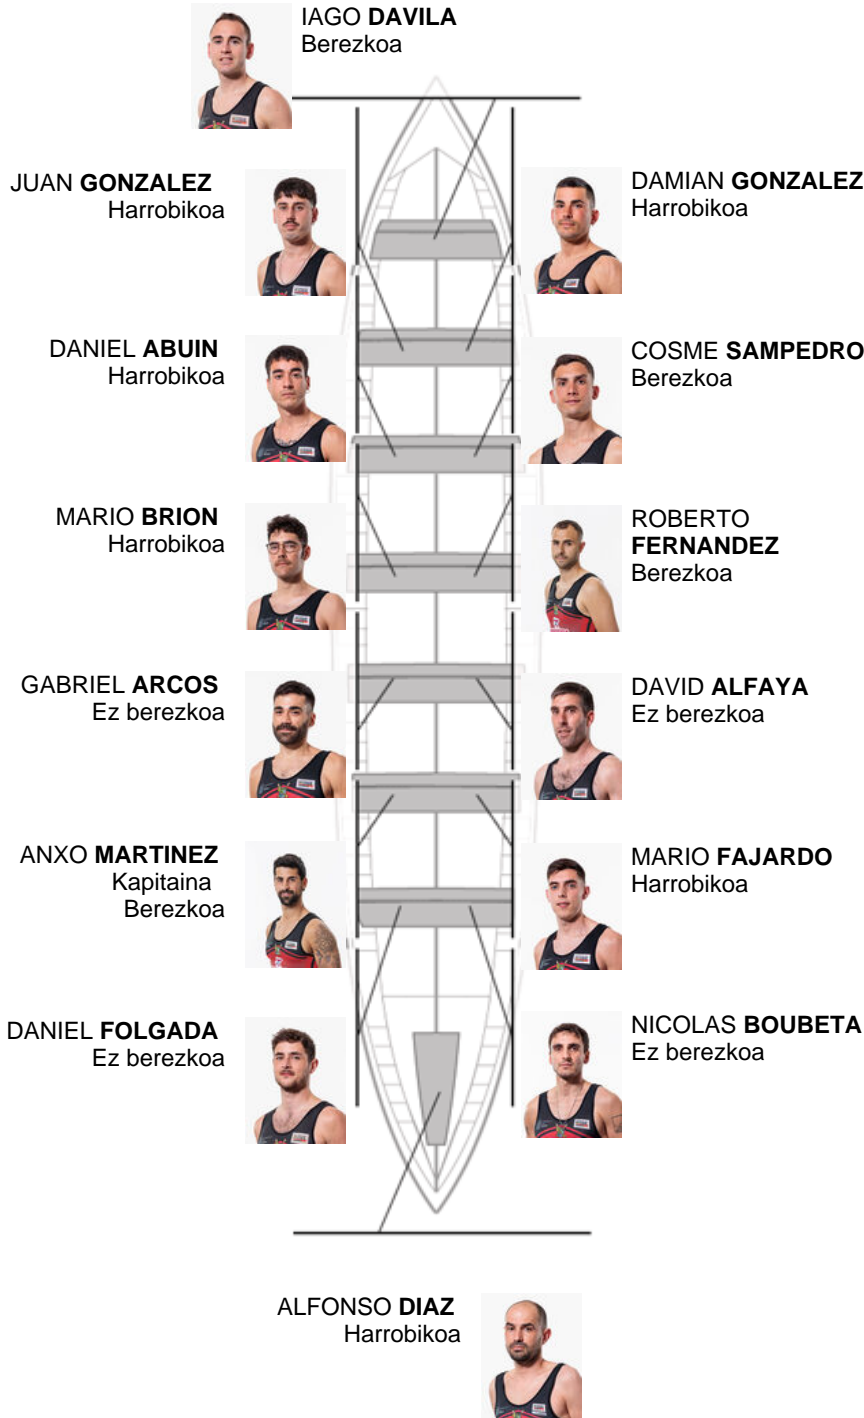 IAGO DAVILA
Berezkoa
JUAN GONZALEZ
Harrobikoa
DAMIAN GONZALEZ
Harrobikoa
DANIEL ABUIN
Harrobikoa
COSME SAMPEDRO
Berezkoa
MARIO BRION
Harrobikoa
ROBERTO
FERNANDEZ
Berezkoa
GABRIEL ARCOS
Ez berezkoa
DAVID ALFAYA
Ez berezkoa
ANXO MARTINEZ
Kapitaina
Berezkoa
MARIO FAJARDO
Harrobikoa
DANIEL FOLGADA
Ez berezkoa
NICOLAS BOUBETA
Ez berezkoa
ALFONSO DIAZ
Harrobikoa